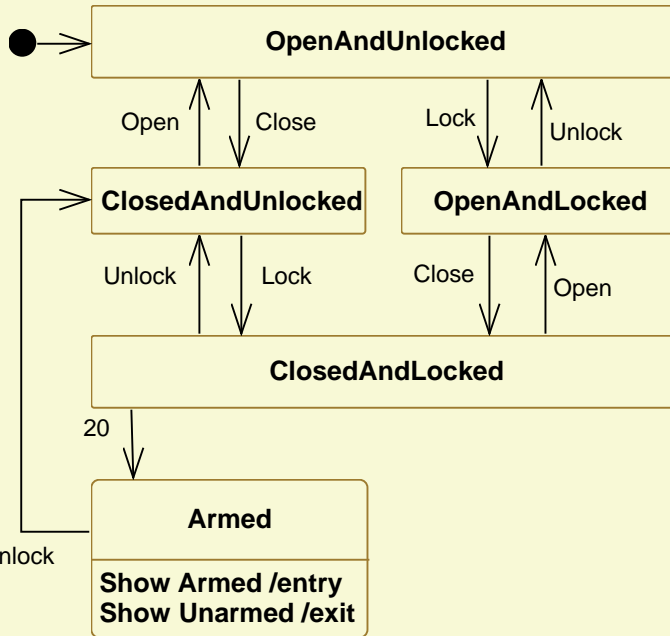 OpenAndUnlocked
Open
Close
Lock
Unlock
ClosedAndUnlocked
OpenAndLocked
Unlock
Lock
Close
Open
ClosedAndLocked
20
Armed
nlock
Show Armed /entry
Show Unarmed /exit